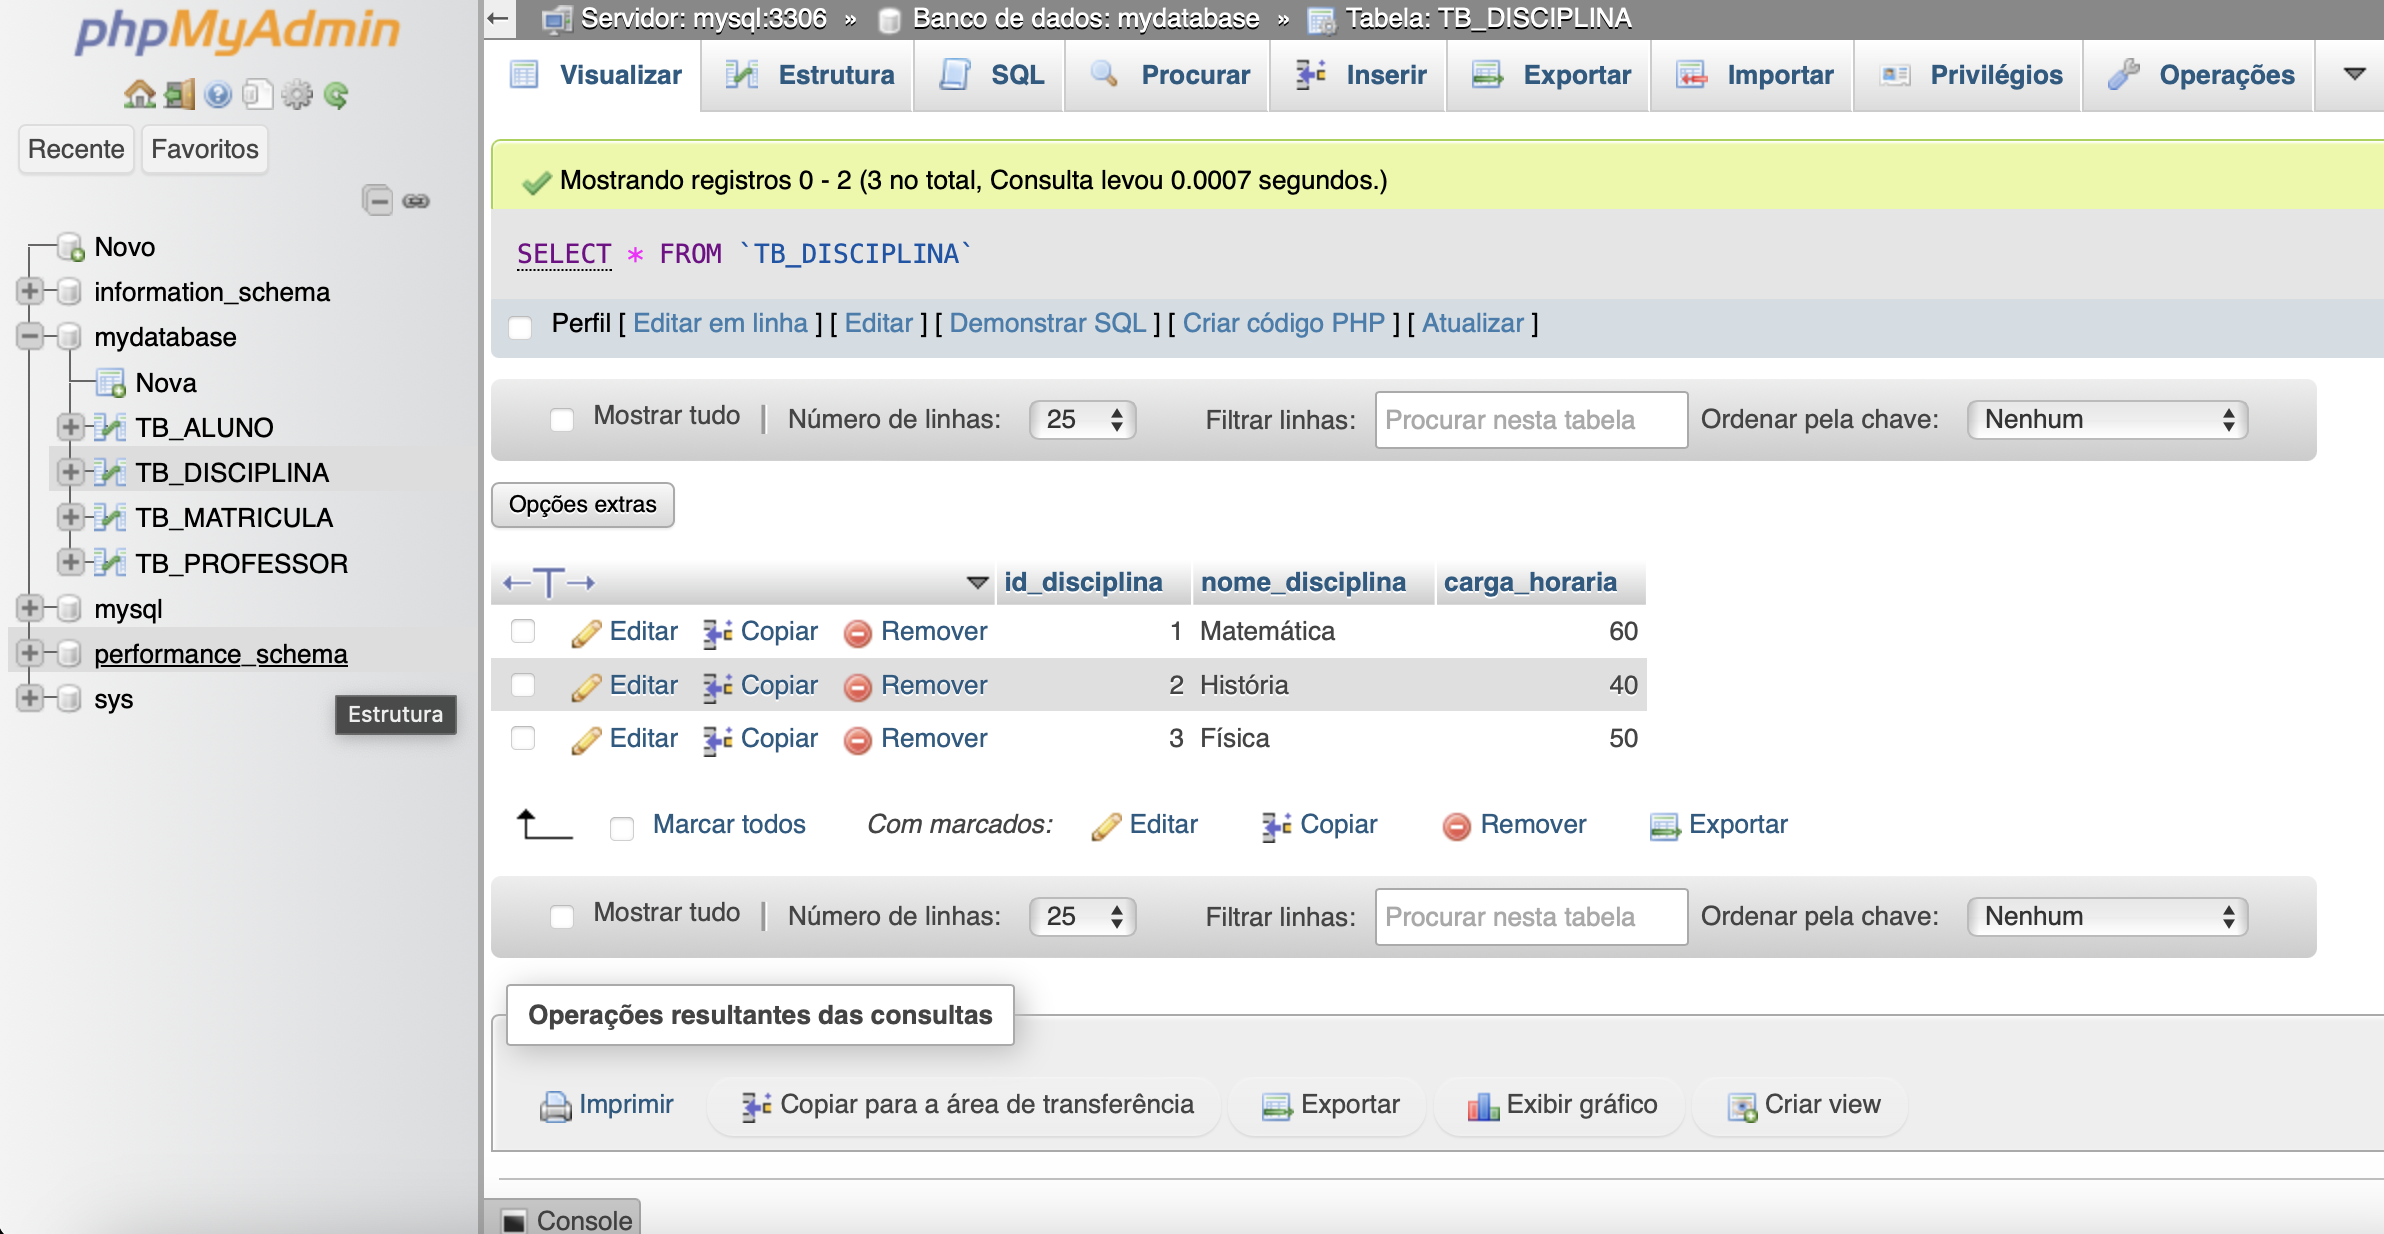 phpMyAdmin
Recente Favoritos
Novo
information_schema
mydatabase
Nova
TB_ALUNO
TB_DISCIPLINA
TB_MATRICULA
TB_PROFESSOR
mysql
performance_schema
sys
Estrutura
Servidor: mysql:3306 » Banco de dados: mydatabase » Tabela: TB_DISCIPLINA
Visualizar Estrutura SQL Procurar Inserir Exportar Importar Privilégios Operações
Mostrando registros 0 - 2 (3 no total, Consulta levou 0.0007 segundos.)
SELECT * FROM `TB_DISCIPLINA`
Perfil [ Editar em linha ] [ Editar ] [ Demonstrar SQL ] [ Criar código PHP ] [ Atualizar ]
Mostrar tudo | Número de linhas: 25 Filtrar linhas: Procurar nesta tabela Ordenar pela chave: Nenhum
Opções extras
←T→ id_disciplina nome_disciplina carga_horaria
Editar Copiar Remover 1 Matemática 60
Editar Copiar Remover 2 História 40
Editar Copiar Remover 3 Física 50
Marcar todos Com marcados: Editar Copiar Remover Exportar
Mostrar tudo | Número de linhas: 25 Filtrar linhas: Procurar nesta tabela Ordenar pela chave: Nenhum
Operações resultantes das consultas
Imprimir Copiar para a área de transferência Exportar Exibir gráfico Criar view
Console